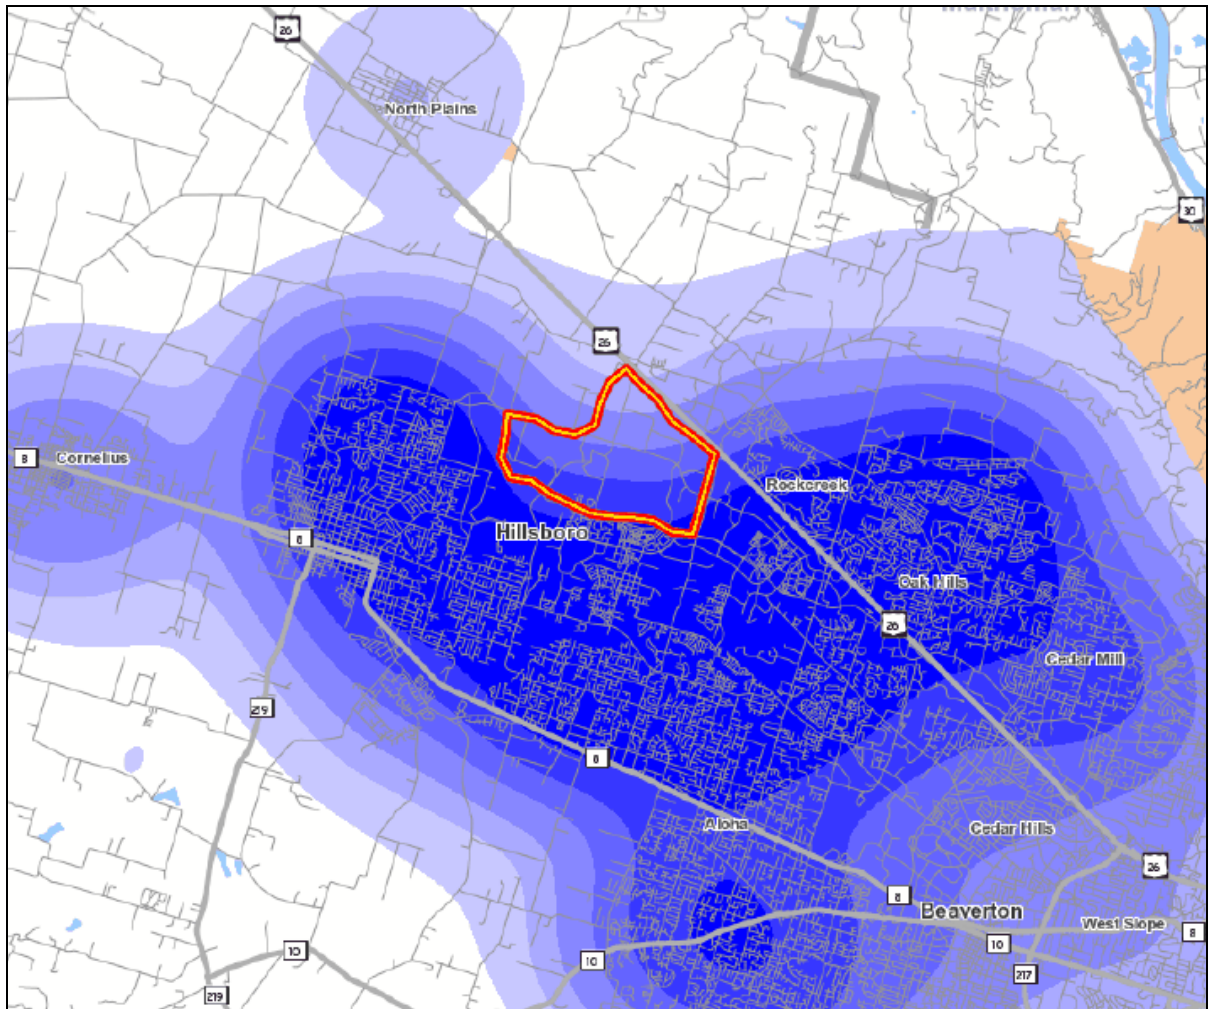 26
North Plains
30
26
8
Cornelius
Rockcreek
8
Hillsboro
Oak Hills
26
Cedar Mill
219
8
Aloha
Cedar Hills
26
8
Beaverton
West Slope
8
10
10
10
217
219